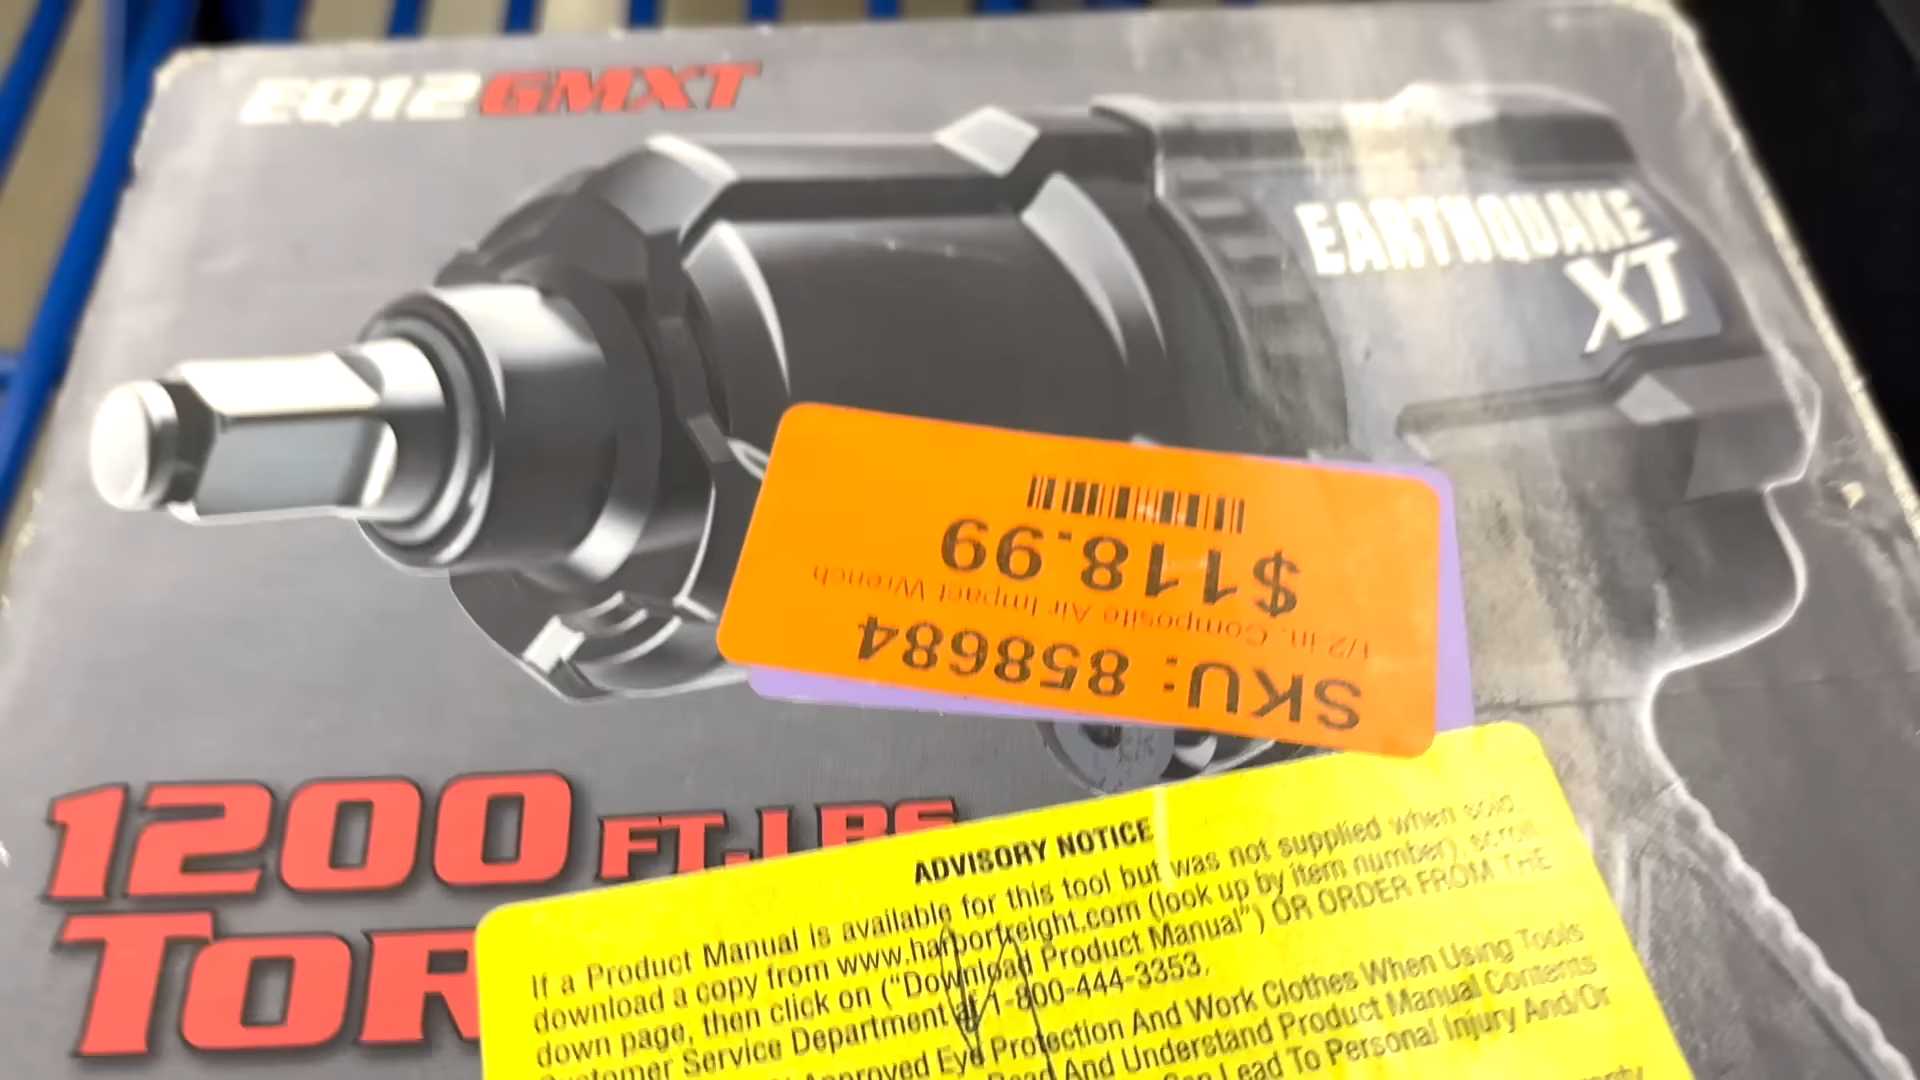 EQ12GMXT
EARTHQUAKE
XT
SKU: 858684
1/2 in. Composite Air Impact Wrench
$118.99
1200 FT.LBS
TOR
ADVISORY NOTICE
If a Product Manual is available for this tool but was not supplied when sold
download a copy from www.harborfreight.com (look up by item number), scroll
down page, then click on ("Download Product Manual") OR ORDER FROM THE
Customer Service Department at 1-800-444-3353.
Approved Eye Protection And Work Clothes When Using Tools
Read And Understand Product Manual Contents
Can Lead To Personal Injury And/Or